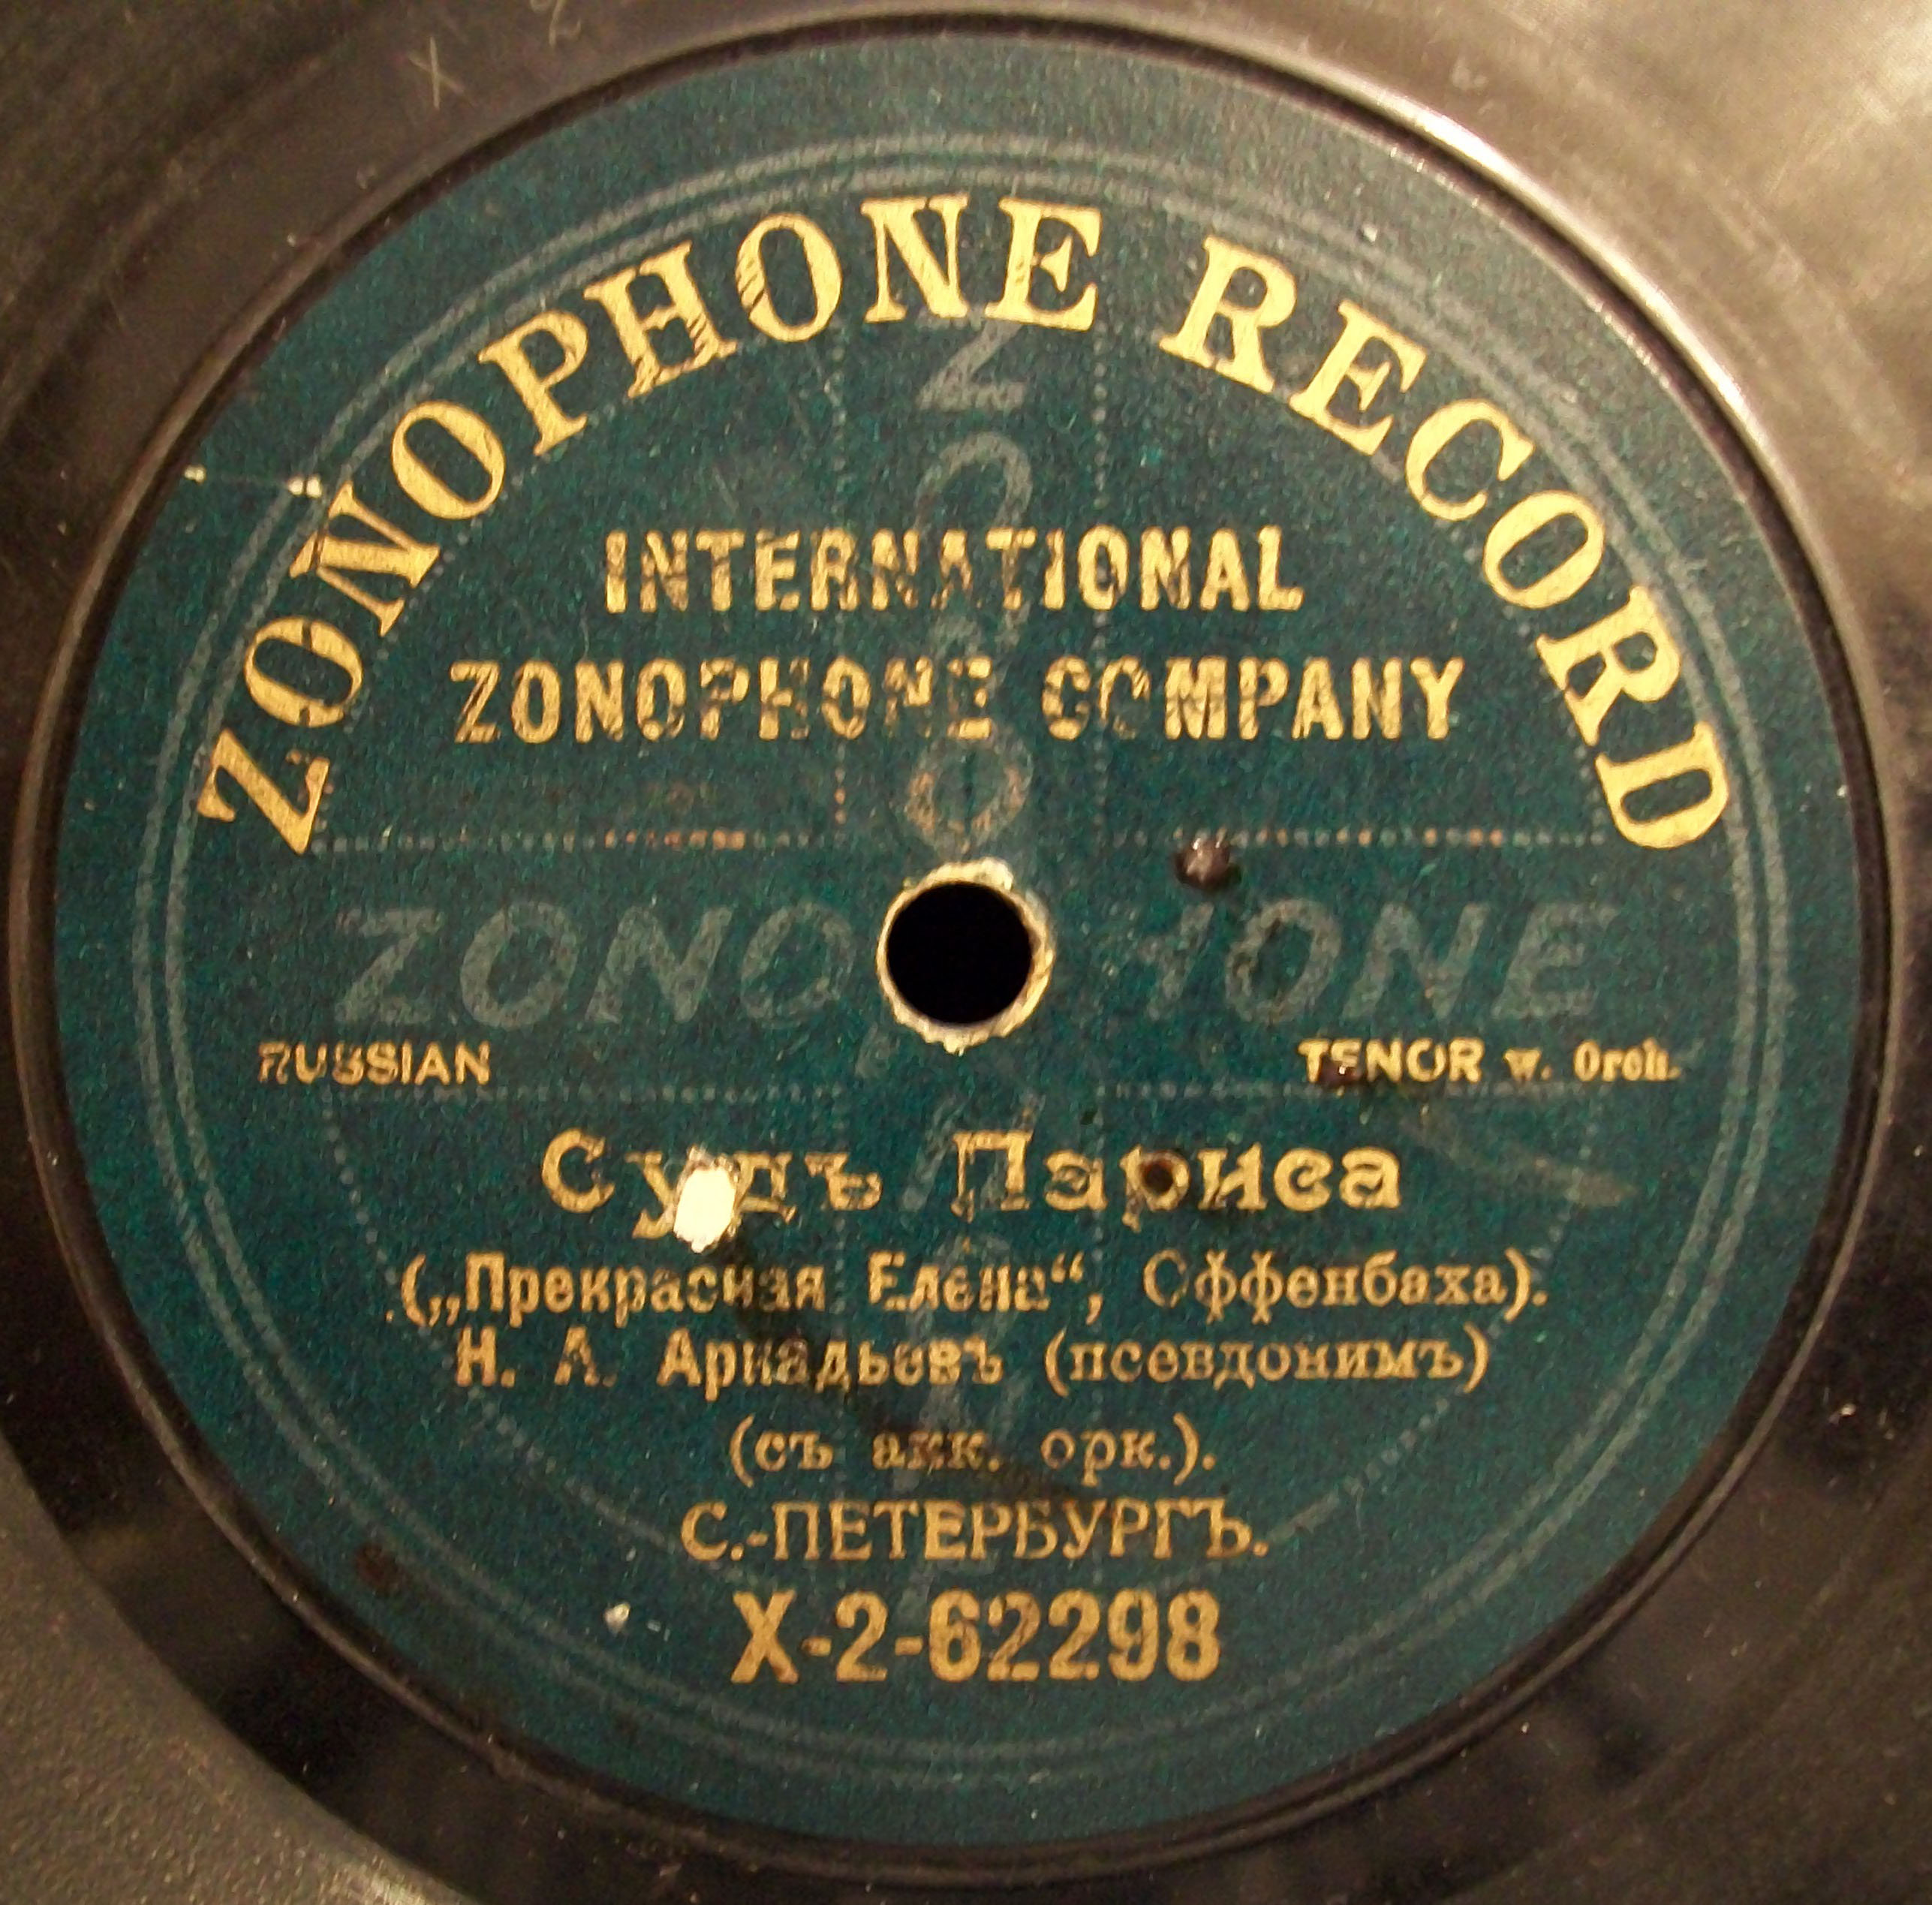 ZONOPHONE RECORD
INTERNATIONAL
ZONOPHONE COMPANY
ZONOPHONE
RUSSIAN
TENOR w. Orch.
Судъ Париса
(„Прекрасная Елена“, Оффенбаха).
Н. А. Аркадьевъ (псевдонимъ)
(съ акк. орк.).
С.-ПЕТЕРБУРГЪ.
X-2-62298